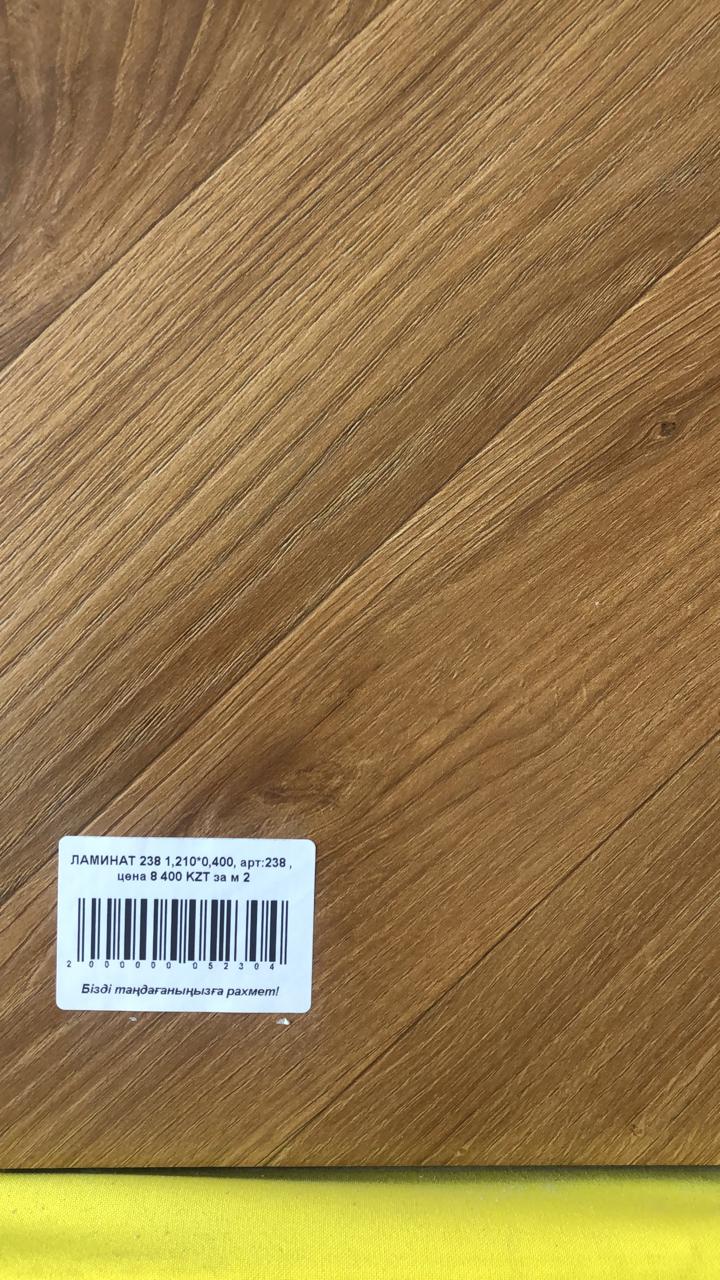 ЛАМИНАТ 238 1,210*0,400, арт:238 ,
цена 8 400 KZT за м 2
2 000000 052304
Бізді таңдағаныңызға рахмет!